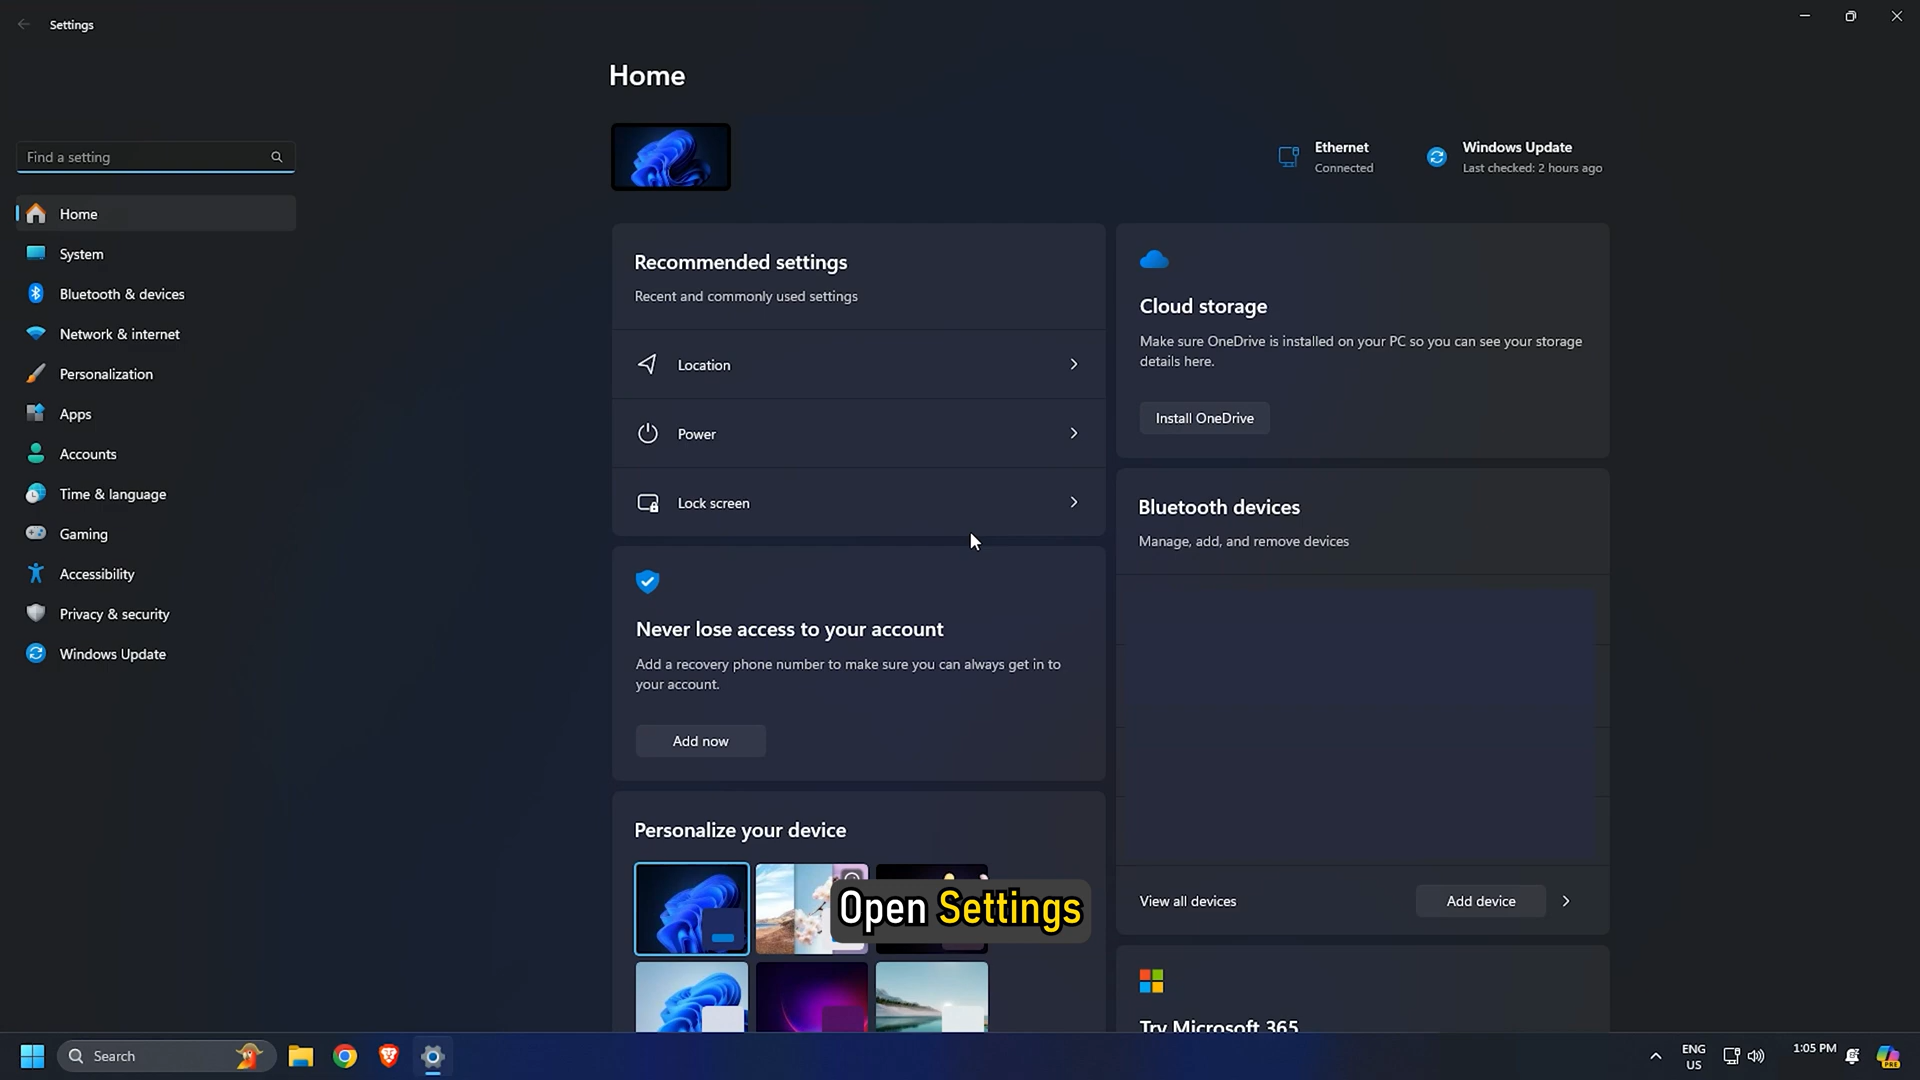 Settings
Home
Find a setting
Ethernet
Connected
Windows Update
Last checked: 2 hours ago
Home
System
Bluetooth & devices
Network & internet
Personalization
Apps
Accounts
Time & language
Gaming
Accessibility
Privacy & security
Windows Update
Recommended settings
Recent and commonly used settings
Location
Power
Lock screen
Never lose access to your account
Add a recovery phone number to make sure you can always get in to
your account.
Add now
Personalize your device
Cloud storage
Make sure OneDrive is installed on your PC so you can see your storage
details here.
Install OneDrive
Bluetooth devices
Manage, add, and remove devices
View all devices
Add device
Try Microsoft 365
Open Settings
Search
ENG
US
1:05 PM
PRE